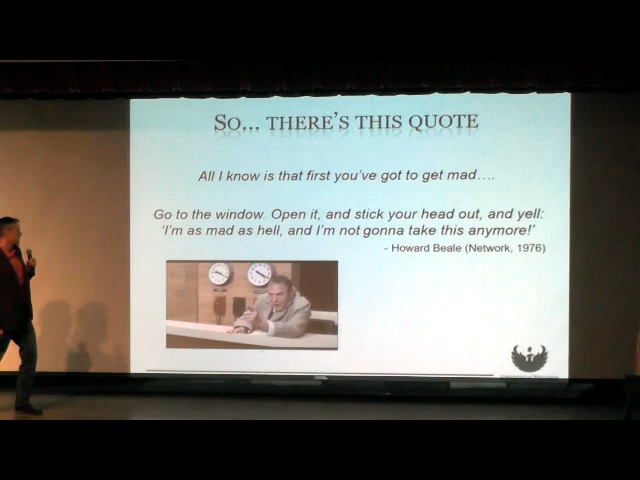 SO... THERE'S THIS QUOTE
All I know is that first you've got to get mad....
Go to the window. Open it, and stick your head out, and yell:
'I'm as mad as hell, and I'm not gonna take this anymore!'
- Howard Beale (Network, 1976)